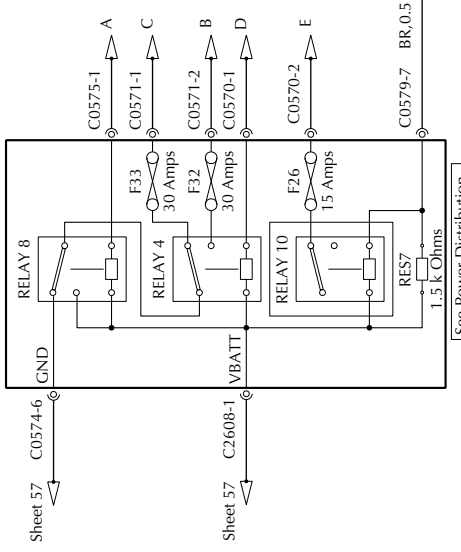 A
C
B
D
E
C0575-1
C0571-1
C0571-2
C0570-1
C0570-2
C0579-7 BR,0.5
F33
30 Amps
F32
30 Amps
F26
15 Amps
RELAY 8
RELAY 4
RELAY 10
RES7
1.5 k Ohms
GND
VBATT
C0574-6
C2608-1
Sheet 57
Sheet 57
See Power Distribution